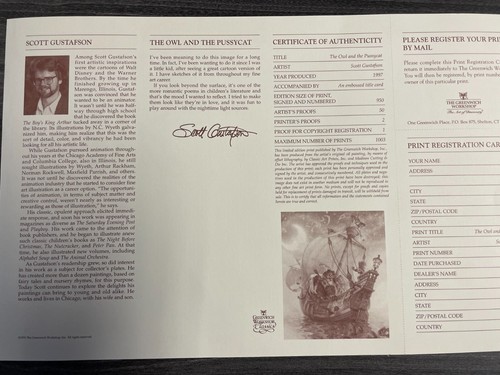 SCOTT GUSTAFSON
Among Scott Gustafson's
first artistic inspirations
were the cartoons of Walt
Disney and the Warner
Brothers. By the time he
finished growing up in
Marengo, Illinois, Gustaf-
son was convinced that he
wanted to be an animator.
It wasn't until he was half-
way through high school
that he discovered the book
The Boy's King Arthur tucked away in a corner of
the library. Its illustrations by N.C. Wyeth galva-
nized him, making him realize that this was the
sort of detail, color, and vibrancy he had been
looking for all his artistic life.
While Gustafson pursued animation through-
out his years at the Chicago Academy of Fine Arts
and Columbia College, also in Illinois, he still
sought illustrations by Wyeth, Arthur Rackham,
Norman Rockwell, Maxfield Parrish, and others.
It was not until he discovered the realities of the
animation industry that he started to consider fine
art illustration as a career option. "The opportuni-
ties of animation, in terms of subject matter and
creative control, weren't nearly as interesting or
as rewarding as those of illustration," he says.
His classic, opulent approach elicited immedi-
ate response, and soon his work was appearing in
magazines as diverse as The Saturday Evening Post
and Playboy. His work came to the attention of
book publishers, and he began to illustrate new
such classic children's books as The Night Before
Christmas, The Nutcracker, and Peter Pan. At that
time, he also illustrated new volumes, including
Alphabet Soup and The Animal Orchestra.
As Gustafson's readership grew, so did interest
in his work as a subject for collector's plates. He
has created more than a dozen paintings, based on
fairy tales and nursery rhymes, for this purpose.
Today Scott continues to explore the delights his
paintings can bring to young and old alike. He
works and lives in Chicago, with his wife and son.
THE OWL AND THE PUSSYCAT
I've been meaning to do this image for a long
time. In fact, I've been wanting to do it since I was
a little kid, after seeing a great cartoon version of
it. I have sketches of it from throughout my fine
art career.
If you look beyond the surface, it's one of the
more romantic poems in children's literature and
that's the mood I wanted to reflect. I tried to make
them look like they're in love, and it was fun to
play around with the nighttime light sources.
Scott Gustafson
THE
GREENWICH
WORKSHOP
CLASSICS
CERTIFICATE OF AUTHENTICITY
TITLE The Owl and the Pussycat
ARTIST Scott Gustafson
YEAR PRODUCED 1997
ACCOMPANIED BY An embossed title card
EDITION SIZE OF PRINT,
SIGNED AND NUMBERED 950
ARTIST'S PROOFS: 50
PRINTER'S PROOFS 2
PROOF FOR COPYRIGHT REGISTRATION 1
MAXIMUM NUMBER OF PRINTS 1003
PLEASE REGISTER YOUR PRI
BY MAIL
Please complete this Print Registration C
return it immediately to The Greenwich W
You will then be registered, by print numbe
owner of this particular print.
THE GREENWICH
WORKSHOP
One Greenwich Place, P.O. Box 875, Shelton, CT
PRINT REGISTRATION CAR
YOUR NAME
ADDRESS
CITY
STATE
ZIP/POSTAL CODE
COUNTRY
PRINT TITLE The Owl and t
ARTIST
PRINT NUMBER
DATE PURCHASED
DEALER'S NAME
ADDRESS
CITY
STATE
ZIP/POSTAL CODE
COUNTRY